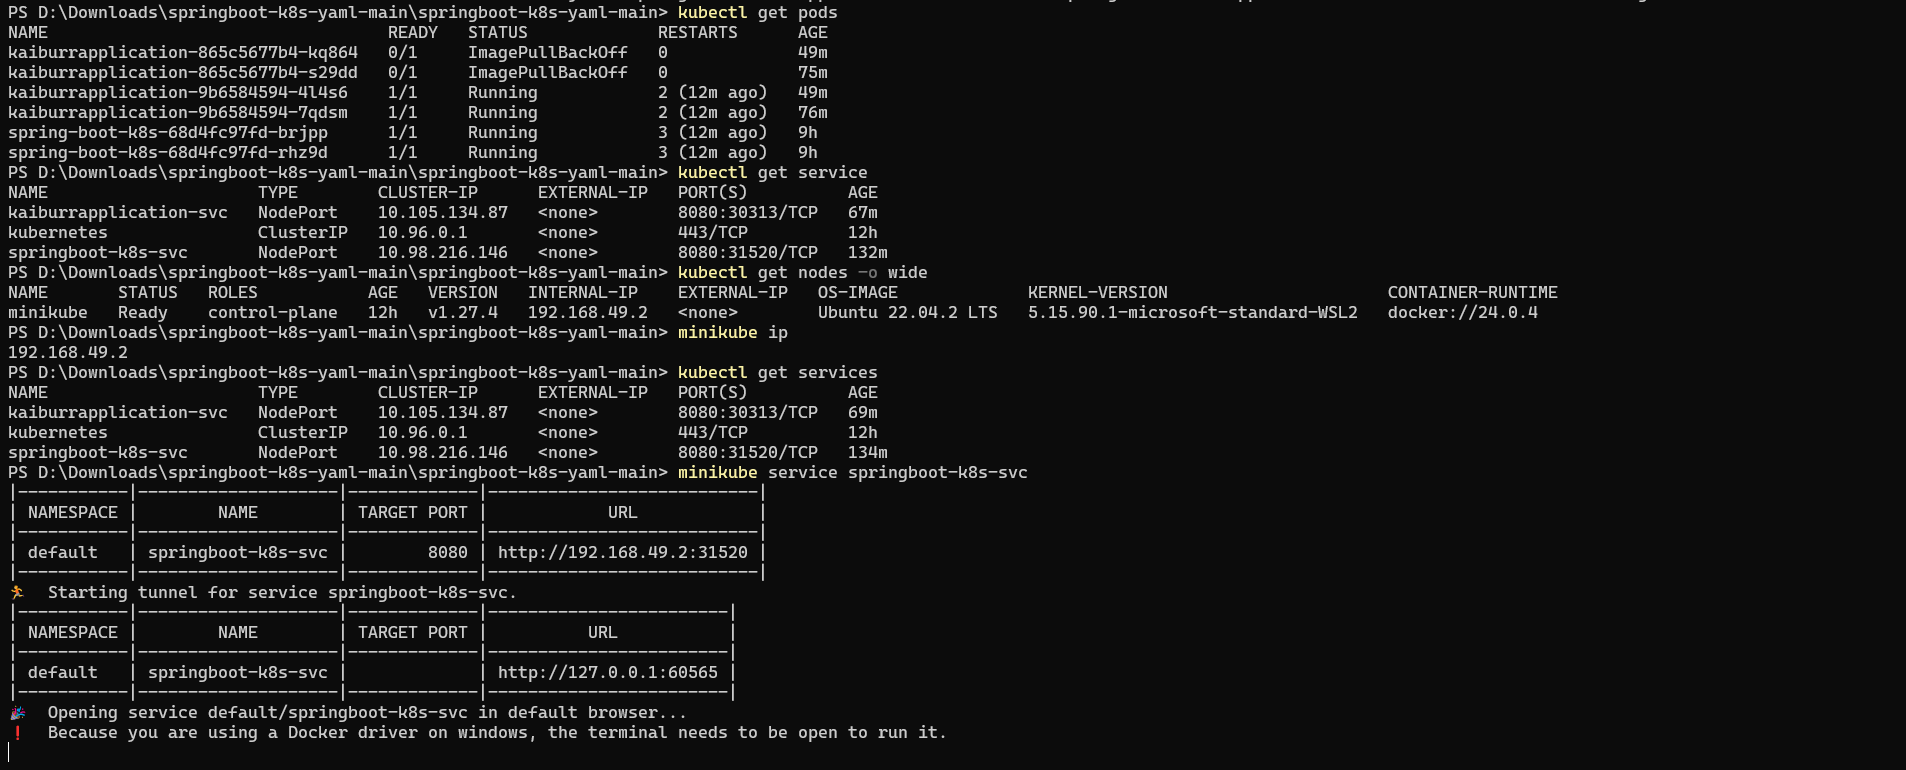 PS D:\Downloads\springboot-k8s-yaml-main\springboot-k8s-yaml-main> kubectl get pods
NAME                                  READY   STATUS             RESTARTS      AGE
kaiburrapplication-865c5677b4-kq864   0/1     ImagePullBackOff   0             49m
kaiburrapplication-865c5677b4-s29dd   0/1     ImagePullBackOff   0             75m
kaiburrapplication-9b6584594-4l4s6    1/1     Running            2 (12m ago)   49m
kaiburrapplication-9b6584594-7qdsm    1/1     Running            2 (12m ago)   76m
spring-boot-k8s-68d4fc97fd-brjpp      1/1     Running            3 (12m ago)   9h
spring-boot-k8s-68d4fc97fd-rhz9d      1/1     Running            3 (12m ago)   9h
PS D:\Downloads\springboot-k8s-yaml-main\springboot-k8s-yaml-main> kubectl get service
NAME                     TYPE        CLUSTER-IP      EXTERNAL-IP   PORT(S)          AGE
kaiburrapplication-svc   NodePort    10.105.134.87   <none>        8080:30313/TCP   67m
kubernetes               ClusterIP   10.96.0.1       <none>        443/TCP          12h
springboot-k8s-svc       NodePort    10.98.216.146   <none>        8080:31520/TCP   132m
PS D:\Downloads\springboot-k8s-yaml-main\springboot-k8s-yaml-main> kubectl get nodes -o wide
NAME       STATUS   ROLES           AGE   VERSION   INTERNAL-IP    EXTERNAL-IP   OS-IMAGE             KERNEL-VERSION                        CONTAINER-RUNTIME
minikube   Ready    control-plane   12h   v1.27.4   192.168.49.2   <none>        Ubuntu 22.04.2 LTS   5.15.90.1-microsoft-standard-WSL2   docker://24.0.4
PS D:\Downloads\springboot-k8s-yaml-main\springboot-k8s-yaml-main> minikube ip
192.168.49.2
PS D:\Downloads\springboot-k8s-yaml-main\springboot-k8s-yaml-main> kubectl get services
NAME                     TYPE        CLUSTER-IP      EXTERNAL-IP   PORT(S)          AGE
kaiburrapplication-svc   NodePort    10.105.134.87   <none>        8080:30313/TCP   69m
kubernetes               ClusterIP   10.96.0.1       <none>        443/TCP          12h
springboot-k8s-svc       NodePort    10.98.216.146   <none>        8080:31520/TCP   134m
PS D:\Downloads\springboot-k8s-yaml-main\springboot-k8s-yaml-main> minikube service springboot-k8s-svc
|-----------|--------------------|-------------|---------------------------|
| NAMESPACE |        NAME        | TARGET PORT |            URL            |
|-----------|--------------------|-------------|---------------------------|
| default   | springboot-k8s-svc |        8080 | http://192.168.49.2:31520 |
|-----------|--------------------|-------------|---------------------------|
🏃  Starting tunnel for service springboot-k8s-svc.
|-----------|--------------------|-------------|------------------------|
| NAMESPACE |        NAME        | TARGET PORT |          URL           |
|-----------|--------------------|-------------|------------------------|
| default   | springboot-k8s-svc |             | http://127.0.0.1:60565 |
|-----------|--------------------|-------------|------------------------|
🎉  Opening service default/springboot-k8s-svc in default browser...
❗  Because you are using a Docker driver on windows, the terminal needs to be open to run it.